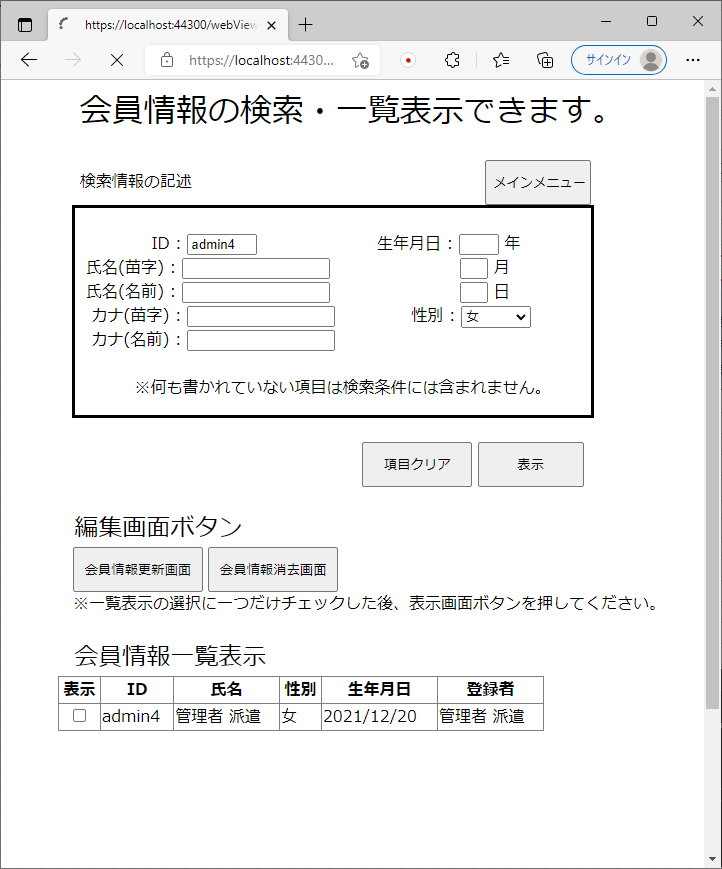 https://localhost:44300/webView
https://localhost:4430...
サインイン
会員情報の検索・一覧表示できます。
検索情報の記述
メインメニュー
ID : admin4 生年月日 : 年
氏名(苗字) : 月
氏名(名前) : 日
カナ(苗字) : 性別 : 女
カナ(名前) :
※何も書かれていない項目は検索条件には含まれません。
項目クリア 表示
編集画面ボタン
会員情報更新画面 会員情報消去画面
※一覧表示の選択に一つだけチェックした後、表示画面ボタンを押してください。
会員情報一覧表示
表示 ID 氏名 性別 生年月日 登録者
admin4 管理者 派遣 女 2021/12/20 管理者 派遣